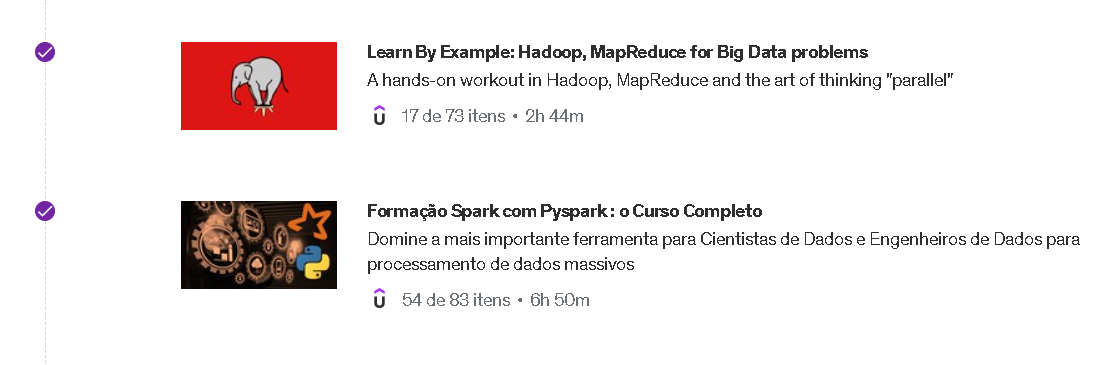 Learn By Example: Hadoop, MapReduce for Big Data problems
A hands-on workout in Hadoop, MapReduce and the art of thinking "parallel"
17 de 73 itens • 2h 44m
Formação Spark com Pyspark : o Curso Completo
Domine a mais importante ferramenta para Cientistas de Dados e Engenheiros de Dados para
processamento de dados massivos
54 de 83 itens • 6h 50m